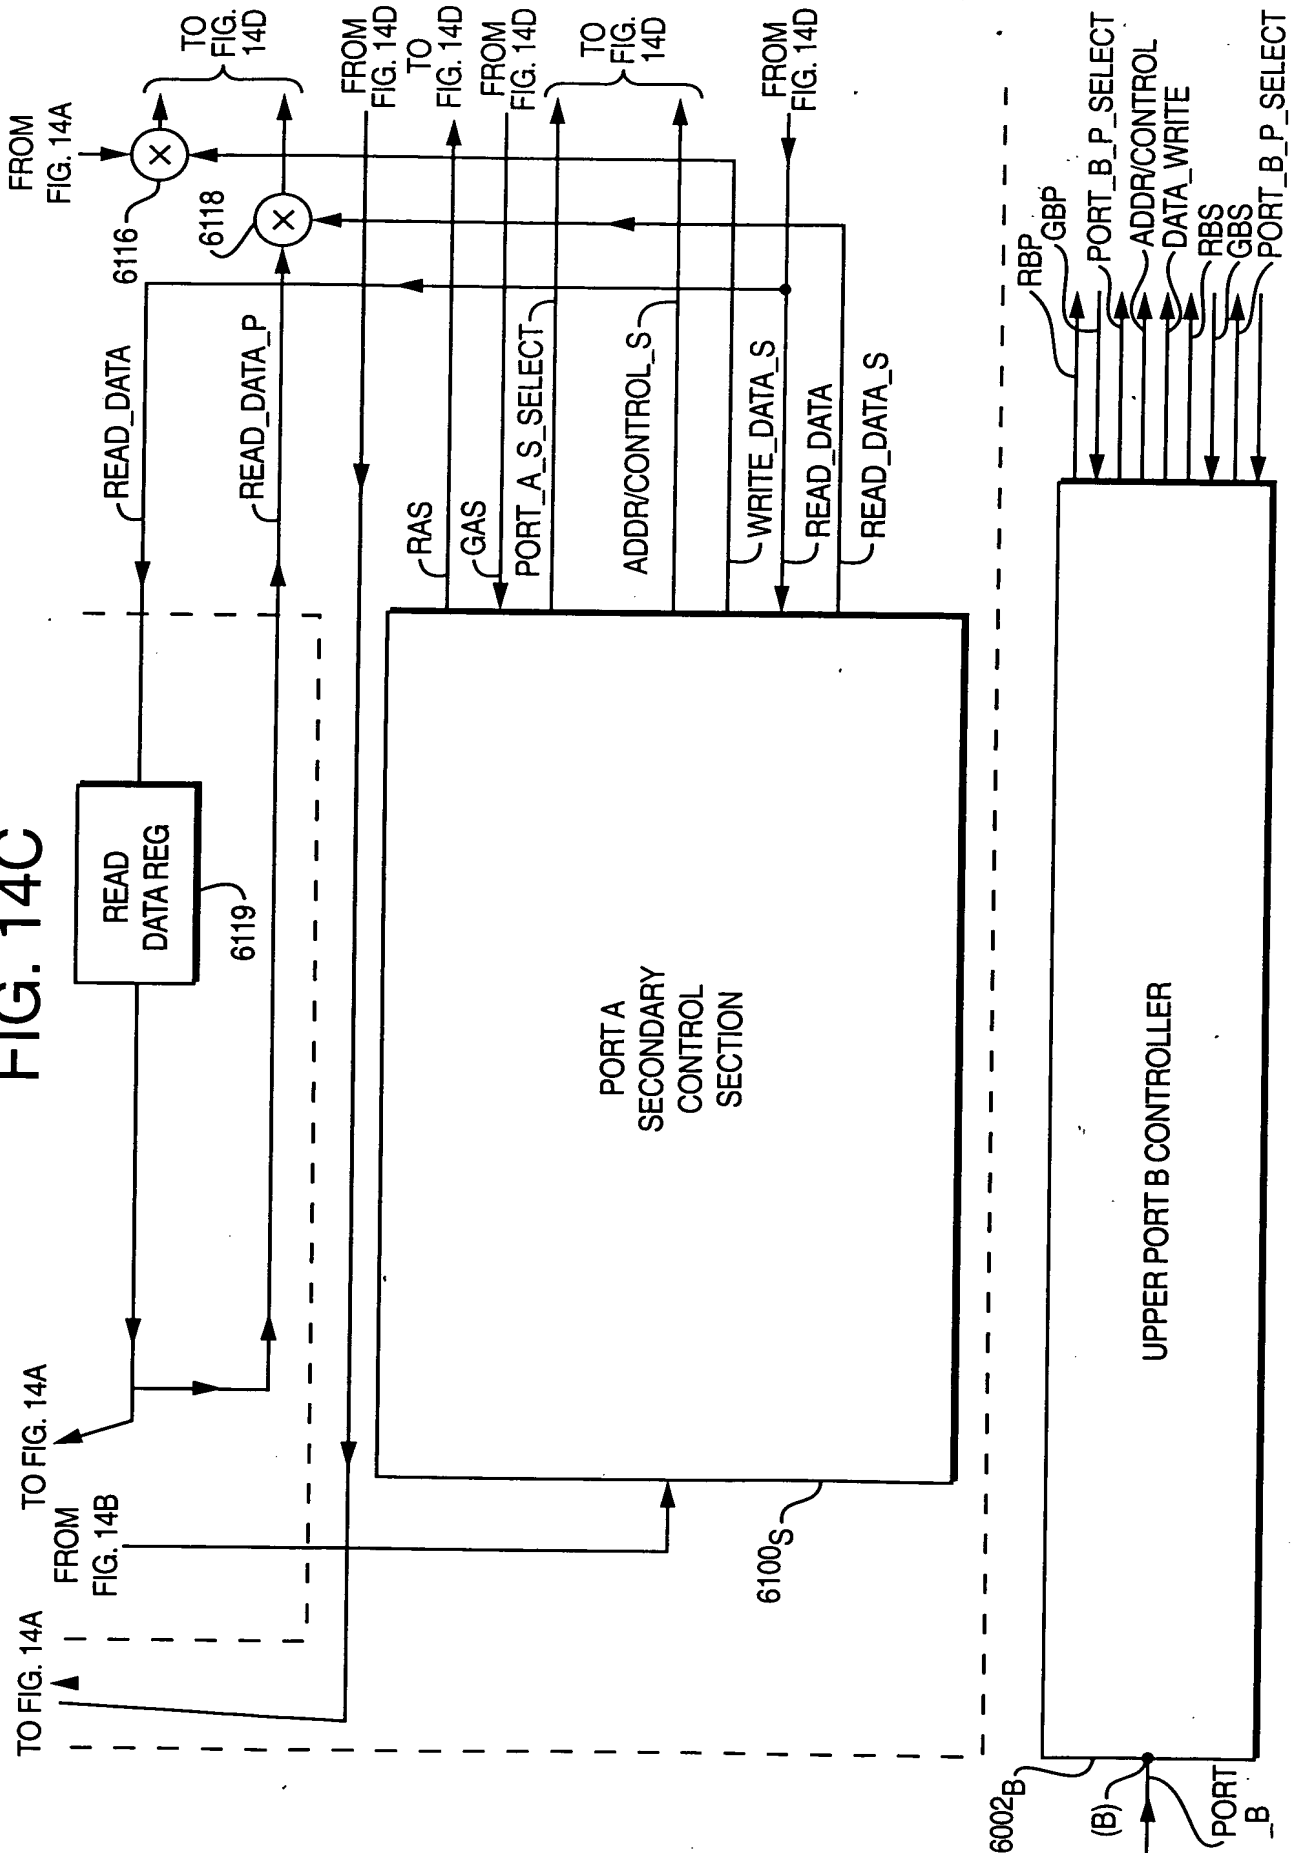 FIG. 14C
TO FIG. 14A
TO FIG. 14A
FROM
FIG. 14B
READ
DATA REG
6119
READ_DATA
READ_DATA_P
FROM
FIG. 14A
6116
×
6118
×
TO
FIG.
14D
FROM
FIG. 14D
TO
FIG. 14D
FROM
FIG. 14D
TO
FIG.
14D
FROM
FIG. 14D
RAS
GAS
PORT_A_S_SELECT
ADDR/CONTROL_S
WRITE_DATA_S
READ_DATA
READ_DATA_S
PORT A
SECONDARY
CONTROL
SECTION
6100S
6002B
(B)
PORT
_B
UPPER PORT B CONTROLLER
RBP
GBP
PORT_B_P_SELECT
ADDR/CONTROL
DATA_WRITE
RBS
GBS
PORT_B_P_SELECT